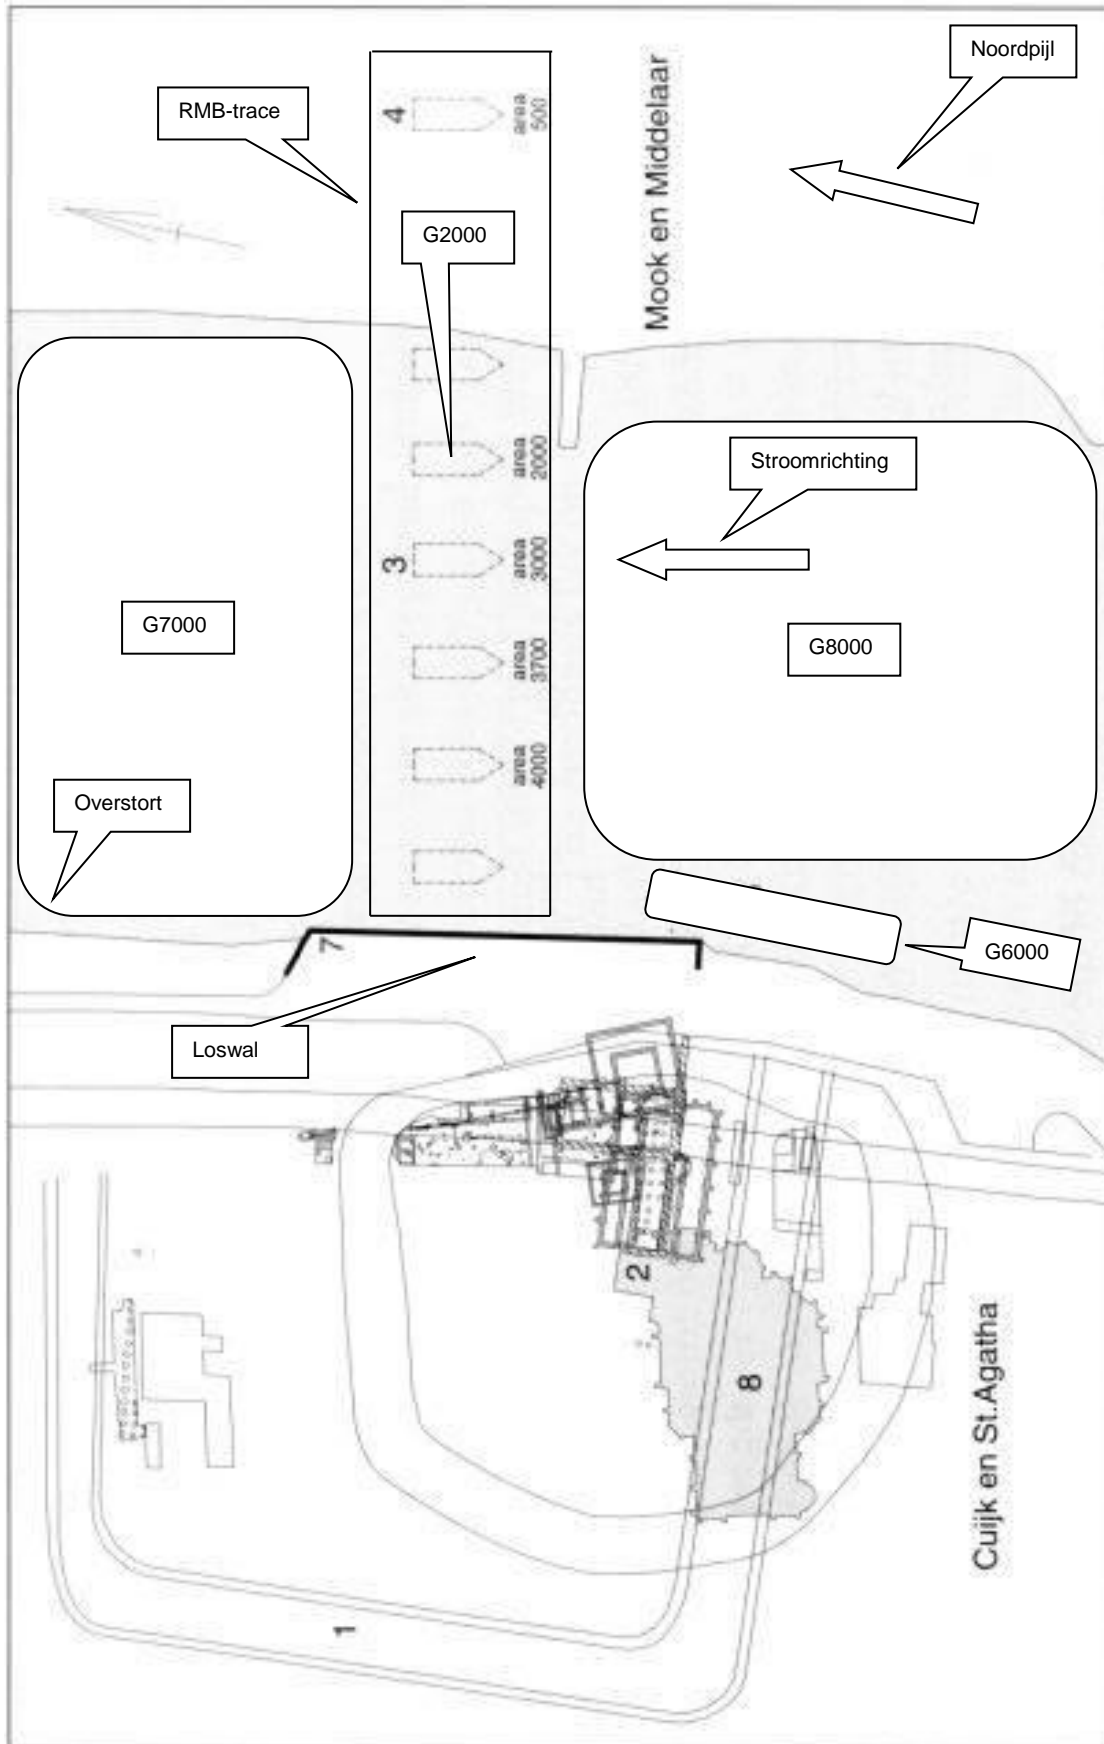 Noordpijl
RMB-trace
4
area
500
Mook en Middelaar
G2000
area
2000
Stroomrichting
3
area
3000
G7000
G8000
area
3700
area
4000
Overstort
7
G6000
Loswal
2
8
Cuijk en St.Agatha
1